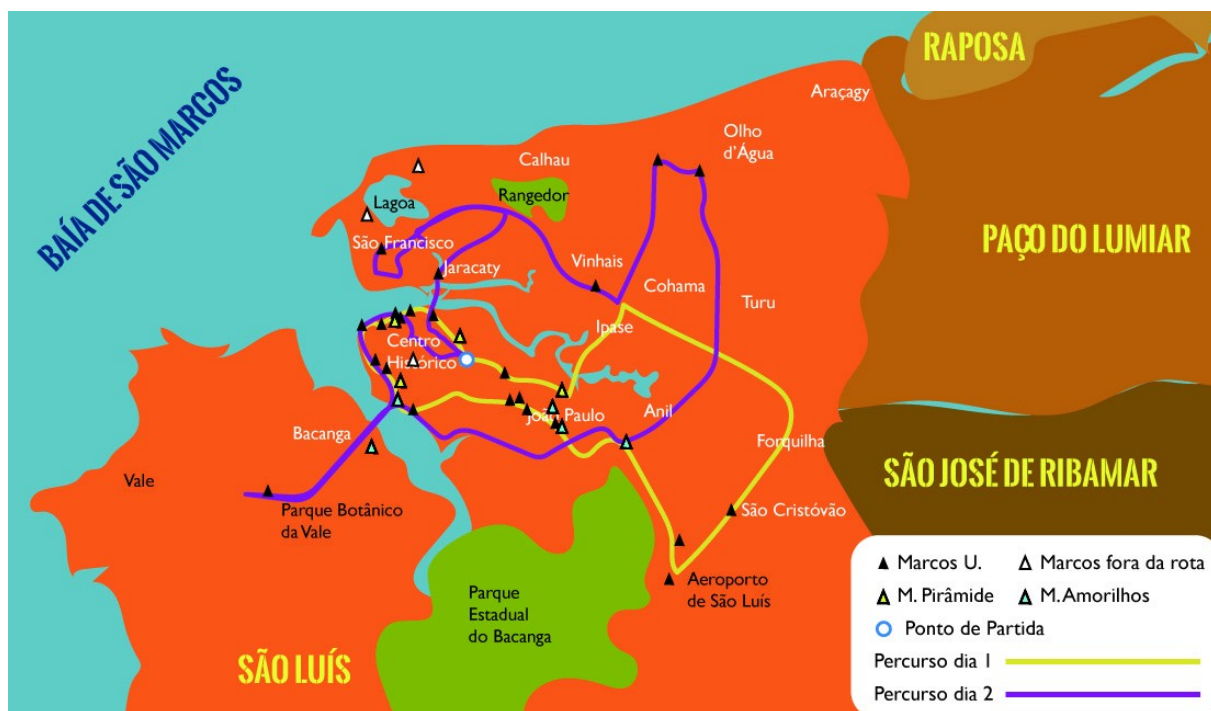 RAPOSA
Araçagy
Olho
d'Água
Calhau
BAÍA DE SÃO MARCOS
Rangedor
Lagoa
PAÇO DO LUMIAR
São Francisco
Jaracaty
Vinhais
Cohama
Turu
Ipase
Centro
Histórico
João Paulo
Anil
Bacanga
Forquilha
SÃO JOSÉ DE RIBAMAR
Vale
Parque Botânico
da Vale
São Cristóvão
Aeroporto
de São Luís
Parque
Estadual
do Bacanga
SÃO LUÍS
Marcos U.
Marcos fora da rota
M. Pirâmide
M. Amorilhos
Ponto de Partida
Percurso dia 1
Percurso dia 2